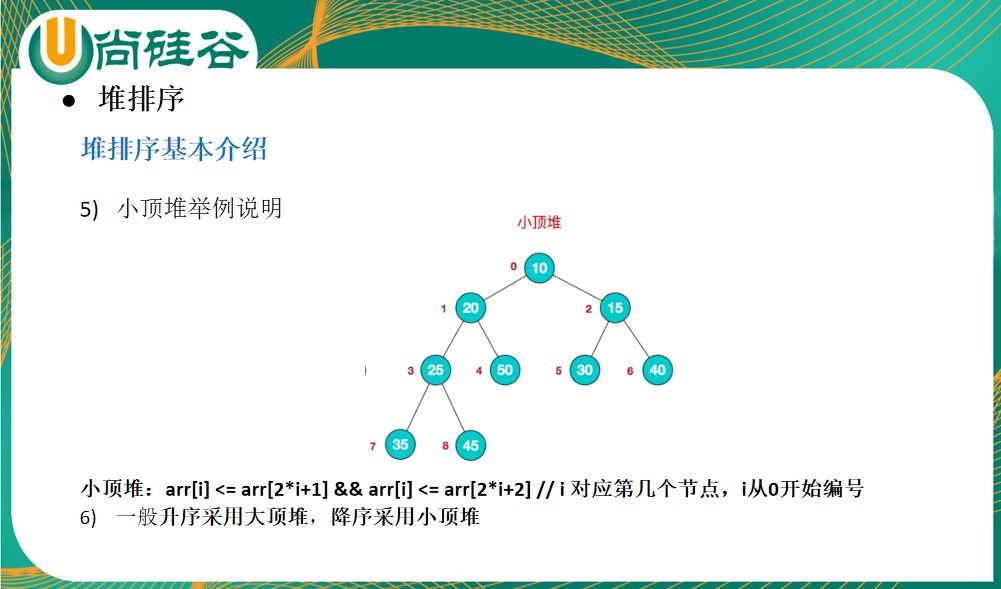 尚硅谷
● 堆排序
堆排序基本介绍
5) 小顶堆举例说明
小顶堆
0 10
1 20 2 15
3 25 4 50 5 30 6 40
7 35 8 45
小顶堆：arr[i] <= arr[2*i+1] && arr[i] <= arr[2*i+2] // i 对应第几个节点，i从0开始编号
6) 一般升序采用大顶堆，降序采用小顶堆